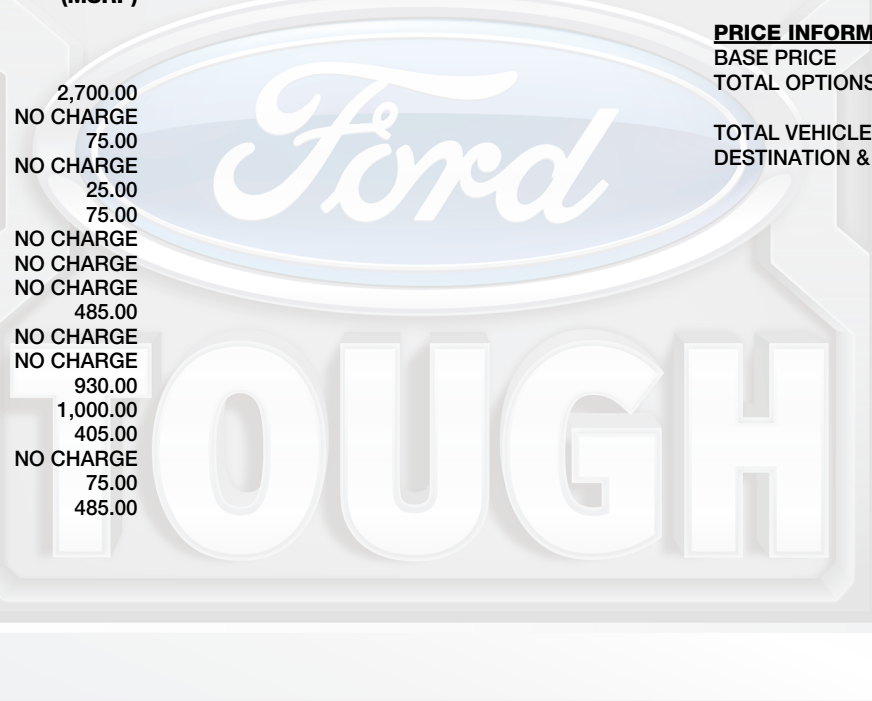 (MSRP)
2,700.00
NO CHARGE
75.00
NO CHARGE
25.00
75.00
NO CHARGE
NO CHARGE
NO CHARGE
485.00
NO CHARGE
NO CHARGE
930.00
1,000.00
405.00
NO CHARGE
75.00
485.00
PRICE INFORM
BASE PRICE
TOTAL OPTIONS
TOTAL VEHICLE
DESTINATION &
Ford
TOUGH